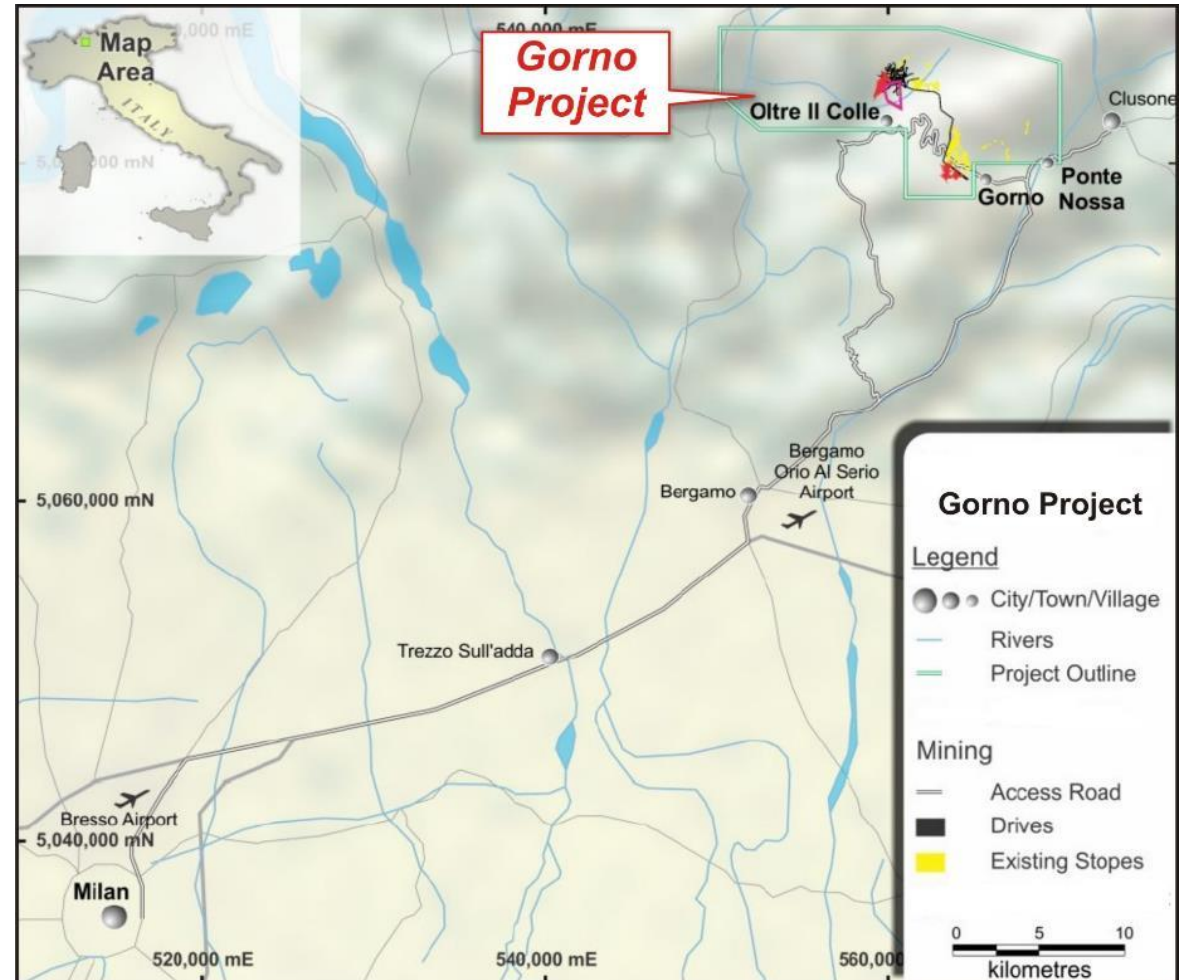 Map
Area
ITALY
540,000 mE
Gorno
Project
Oltre Il Colle
Clusone
Ponte
Nossa
Gorno
Bergamo
Orio Al Serio
Airport
Bergamo
5,060,000 mN
Trezzo Sull'adda
Bresso Airport
5,040,000 mN
Milan
520,000 mE
540,000 mE
Gorno Project
Legend
City/Town/Village
Rivers
Project Outline
Mining
Access Road
Drives
Existing Stopes
0 5 10
kilometres